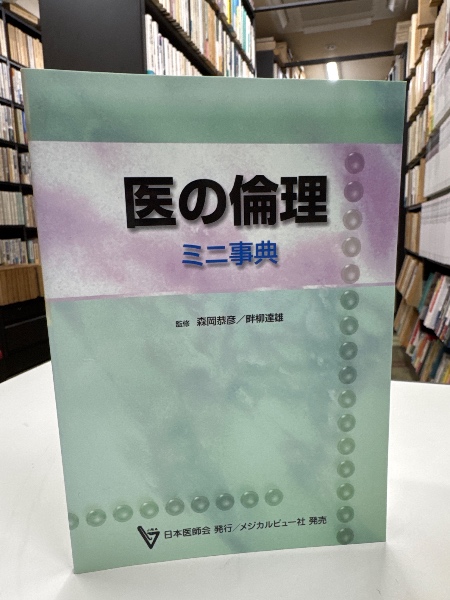 医の倫理
ミニ事典
監修 森岡恭彦／畔柳達雄
日本医師会 発行／メジカルビュー社 発売